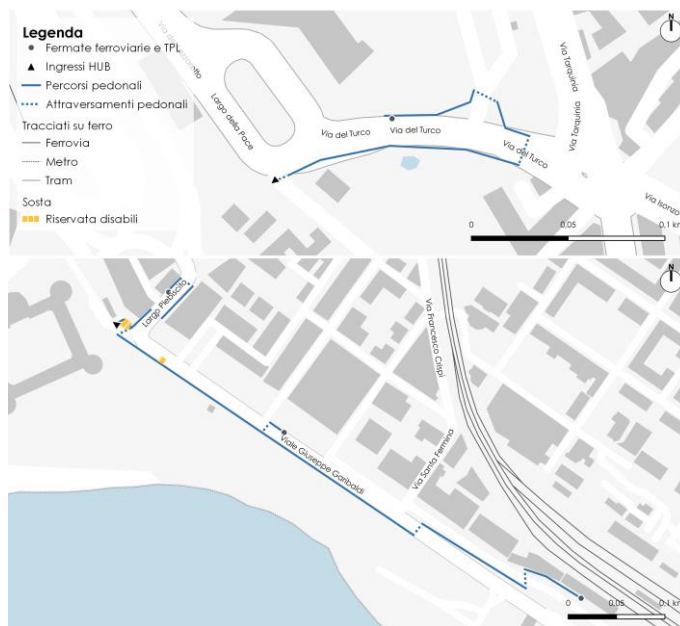 Legenda
Fermate ferroviarie e TPL
Ingressi HUB
Percorsi pedonali
Attraversamenti pedonali
Tracciati su ferro
Ferrovia
Metro
Tram
Sosta
Riservata disabili
Largo della Pace
Via del Turco
Via del Turco
Via del Turco
Via Tarquinia
Via Tarquinia
Via Isonzo
N
0
0,05
0,1 km
Largo Plebiscito
Viale Giuseppe Garibaldi
Via Francesco Crispi
Via Santa Fermina
N
0
0,05
0,1 km